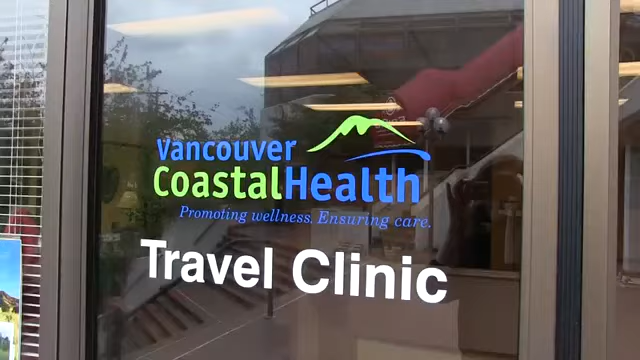 Vancouver
CoastalHealth
Promoting wellness. Ensuring care.
Travel Clinic